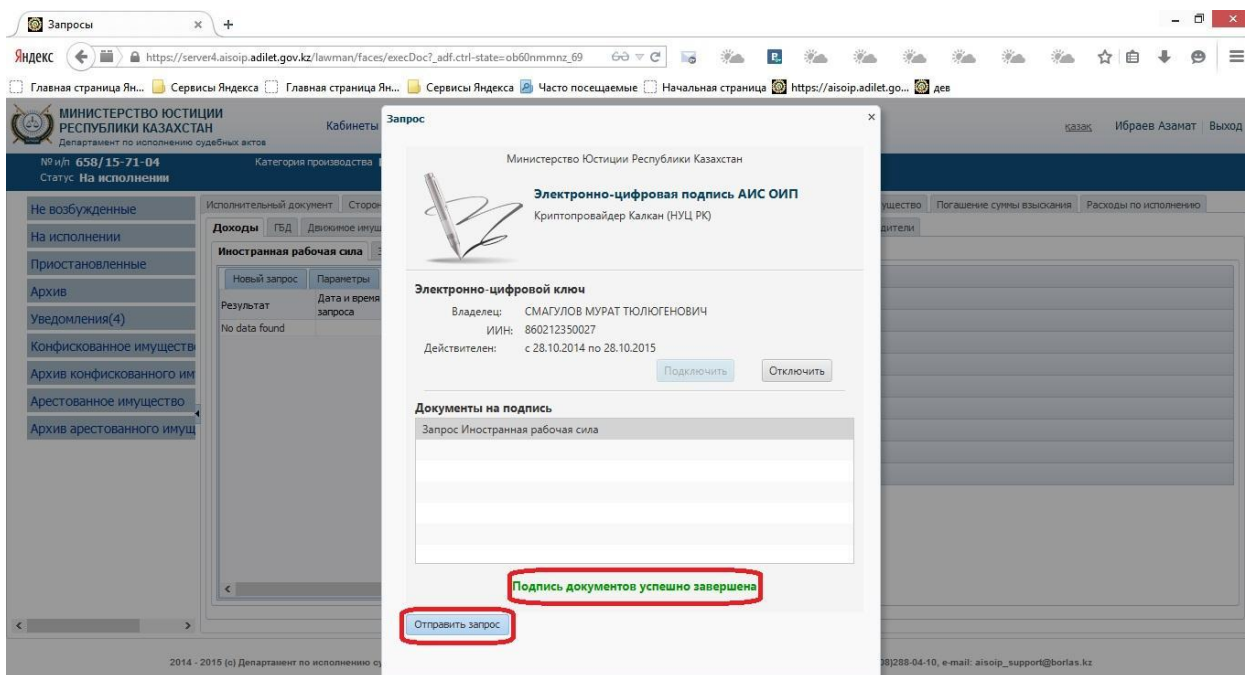 Запросы
Яндекс
https://server4.aisoip.adilet.gov.kz/lawman/faces/execDoc?_adf.ctrl-state=ob60nmmnz_69
Главная страница Ян... Сервисы Яндекса Главная страница Ян... Сервисы Яндекса Часто посещаемые Начальная страница https://aisoip.adilet.go... дев
МИНИСТЕРСТВО ЮСТИЦИИ
РЕСПУБЛИКИ КАЗАХСТАН
Департамент по исполнению судебных актов
Кабинеты
қазақ Ибраев Азамат Выход
№ и/п 658/15-71-04
Категория производства
Статус На исполнении
Не возбужденные
На исполнении
Приостановленные
Архив
Уведомления(4)
Конфискованное имуществ
Архив конфискованного им
Арестованное имущество
Архив арестованного имущ
Исполнительный документ Сторон
ущество Погашение суммы взыскания Расходы по исполнению
Доходы ГБД Движимое имущ
дители
Иностранная рабочая сила
Новый запрос Параметры
Результат
Дата и время
запроса
No data found
Запрос
Министерство Юстиции Республики Казахстан
Электронно-цифровая подпись АИС ОИП
Криптопровайдер Калкан (НУЦ РК)
Электронно-цифровой ключ
Владелец: СМАГУЛОВ МУРАТ ТЮЛЮГЕНОВИЧ
ИИН: 860212350027
Действителен: с 28.10.2014 по 28.10.2015
Подключить Отключить
Документы на подпись
Запрос Иностранная рабочая сила
Подпись документов успешно завершена
Отправить запрос
2014 - 2015 (c) Департамент по исполнению су
08)288-04-10, e-mail: aisoip_support@borlas.kz